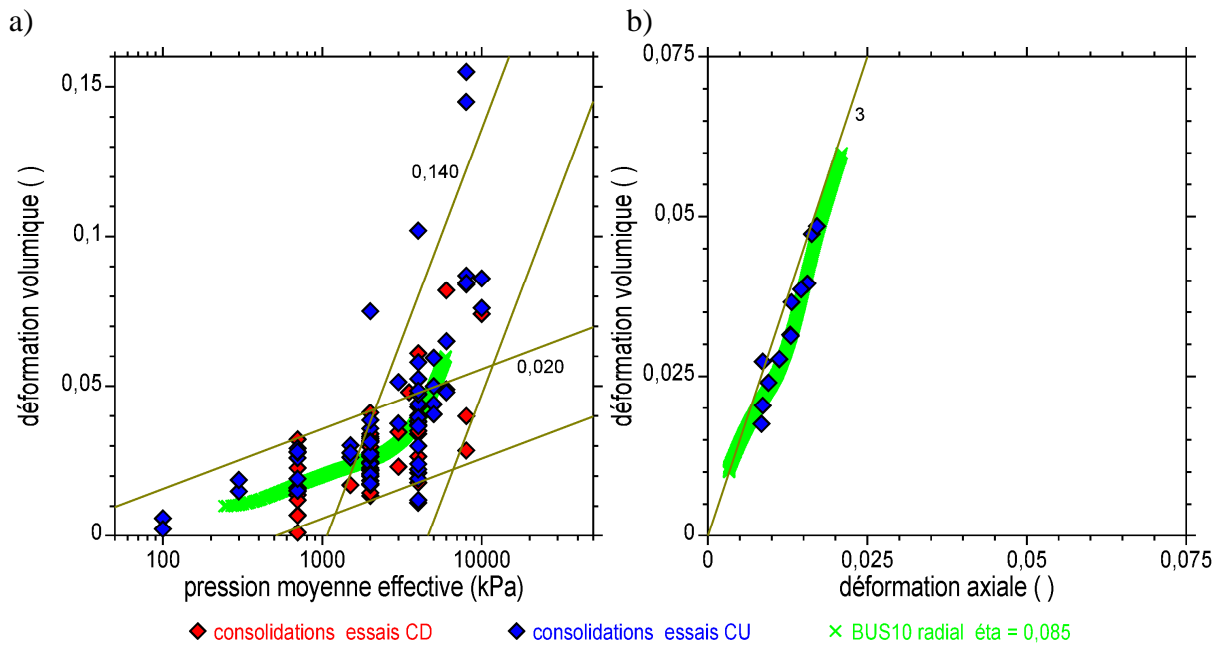 a)
b)
0,15
0,1
0,05
0
déformation volumique ( )
0,140
0,020
100
1000
10000
pression moyenne effective (kPa)
0,075
0,05
0,025
0
déformation volumique ( )
3
0
0,025
0,05
0,075
déformation axiale ( )
consolidations essais CD
consolidations essais CU
BUS10 radial éta = 0,085